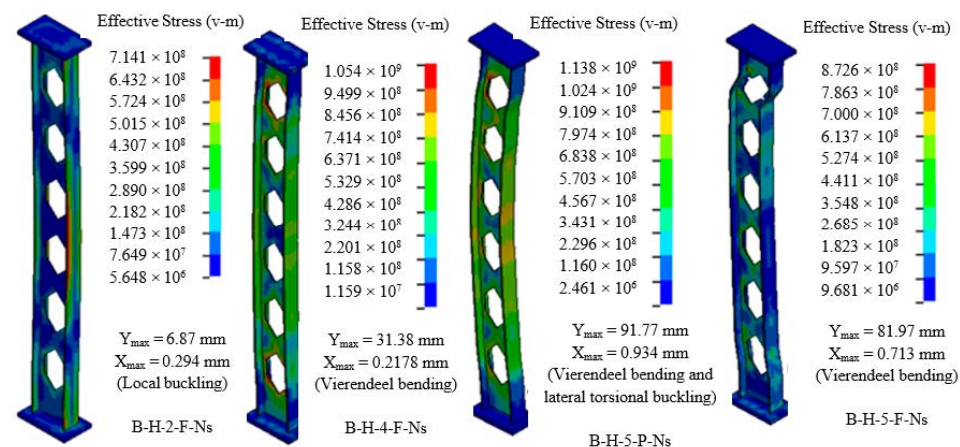 Effective Stress (v-m)
7.141 × 10⁸
6.432 × 10⁸
5.724 × 10⁸
5.015 × 10⁸
4.307 × 10⁸
3.599 × 10⁸
2.890 × 10⁸
2.182 × 10⁸
1.473 × 10⁸
7.649 × 10⁷
5.648 × 10⁶
Ymax = 6.87 mm
Xmax = 0.294 mm
(Local buckling)
B-H-2-F-Ns
Effective Stress (v-m)
1.054 × 10⁹
9.499 × 10⁸
8.456 × 10⁸
7.414 × 10⁸
6.371 × 10⁸
5.329 × 10⁸
4.286 × 10⁸
3.244 × 10⁸
2.201 × 10⁸
1.158 × 10⁸
1.159 × 10⁷
Ymax = 31.38 mm
Xmax = 0.2178 mm
(Vierendeel bending)
B-H-4-F-Ns
Effective Stress (v-m)
1.138 × 10⁹
1.024 × 10⁹
9.109 × 10⁸
7.974 × 10⁸
6.838 × 10⁸
5.703 × 10⁸
4.567 × 10⁸
3.431 × 10⁸
2.296 × 10⁸
1.160 × 10⁸
2.461 × 10⁶
Ymax = 91.77 mm
Xmax = 0.934 mm
(Vierendeel bending and
lateral torsional buckling)
B-H-5-P-Ns
Effective Stress (v-m)
8.726 × 10⁸
7.863 × 10⁸
7.000 × 10⁸
6.137 × 10⁸
5.274 × 10⁸
4.411 × 10⁸
3.548 × 10⁸
2.685 × 10⁸
1.823 × 10⁸
9.597 × 10⁷
9.681 × 10⁶
Ymax = 81.97 mm
Xmax = 0.713 mm
(Vierendeel bending)
B-H-5-F-Ns